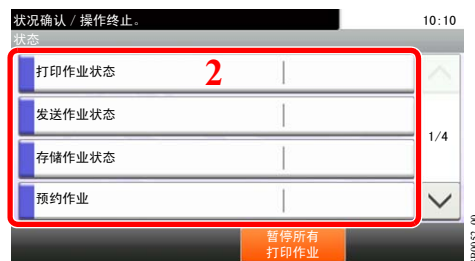 状况确认 / 操作终止。
10:10
状态
打印作业状态
2
发送作业状态
1/4
存储作业状态
预约作业
暂停所有
打印作业